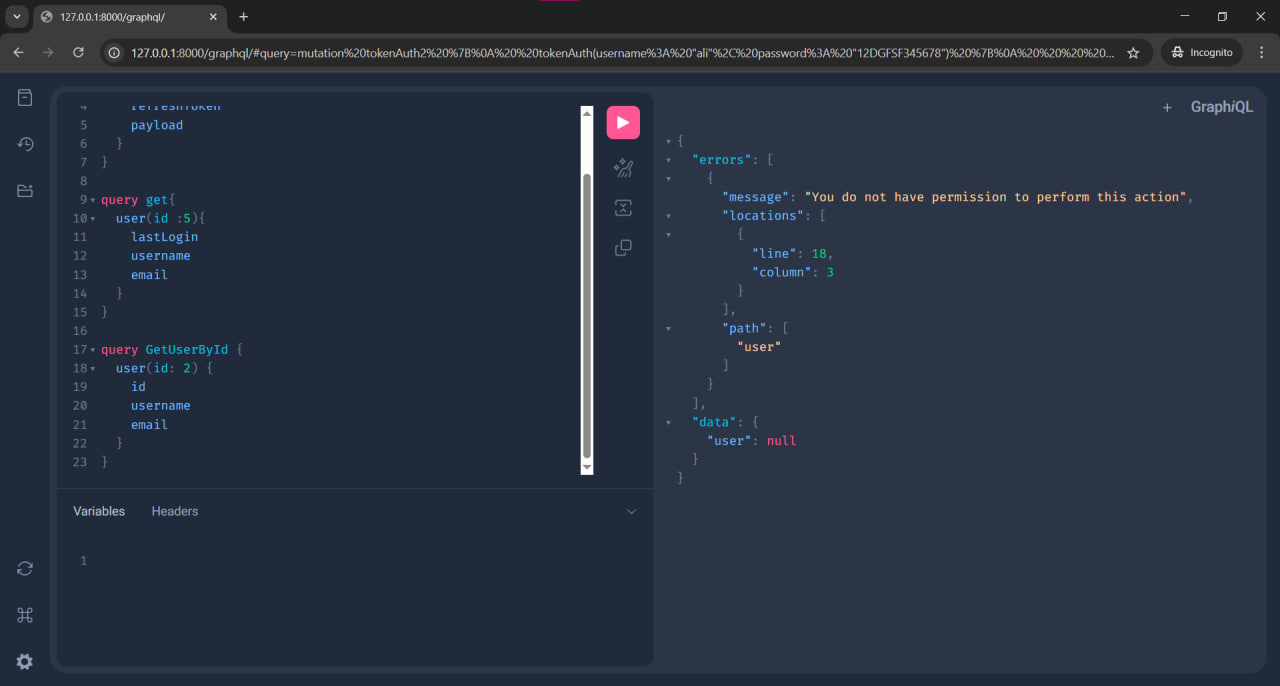 127.0.0.1:8000/graphql/
127.0.0.1:8000/graphql/#query=mutation%20tokenAuth2%20%7B%0A%20%20tokenAuth(username%3A%20"ali"%2C%20password%3A%20"12DGFSF345678")%20%7B%0A%20%20%20%20...
Incognito
GraphiQL
4 refreshToken
5 payload
6 }
7 }
8
9 query get{
10 user(id :5){
11 lastLogin
12 username
13 email
14 }
15 }
16
17 query GetUserById {
18 user(id: 2) {
19 id
20 username
21 email
22 }
23 }
Variables Headers
1
{
"errors": [
{
"message": "You do not have permission to perform this action",
"locations": [
{
"line": 18,
"column": 3
}
],
"path": [
"user"
]
}
],
"data": {
"user": null
}
}